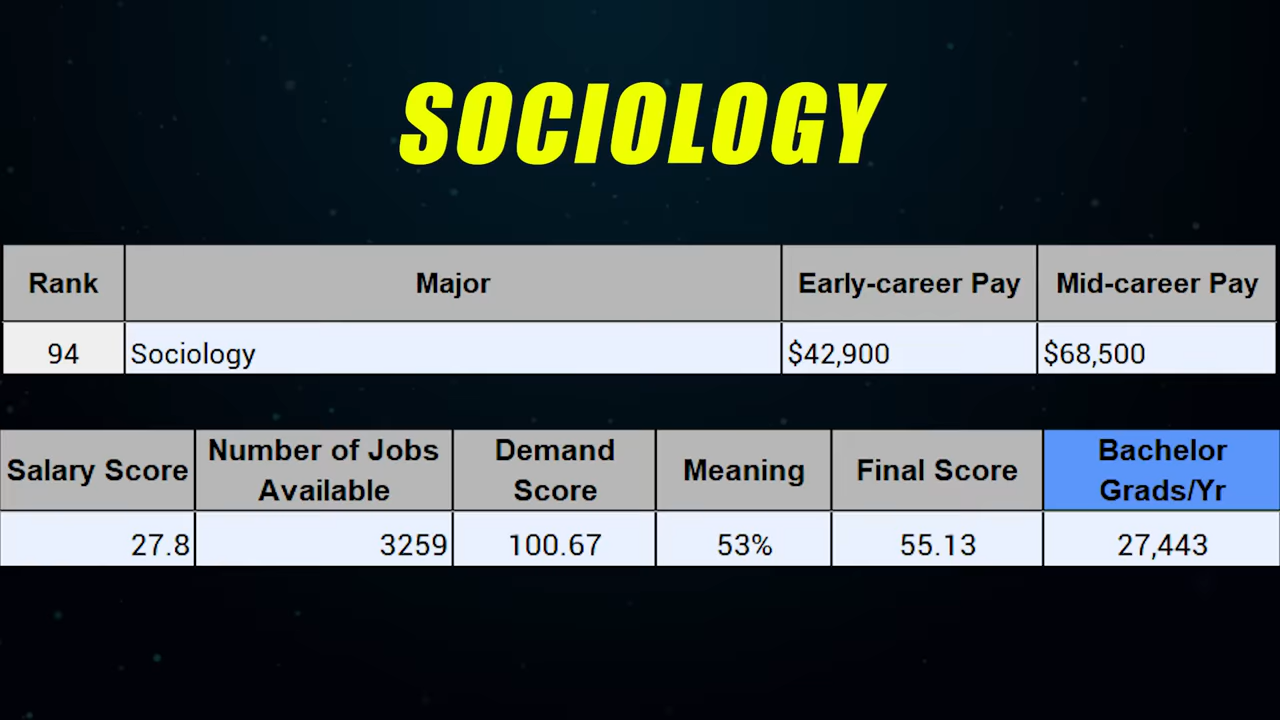 SOCIOLOGY
Rank Major Early-career Pay Mid-career Pay
94 Sociology $42,900 $68,500
Salary Score Number of Jobs Available Demand Score Meaning Final Score Bachelor Grads/Yr
27.8 3259 100.67 53% 55.13 27,443